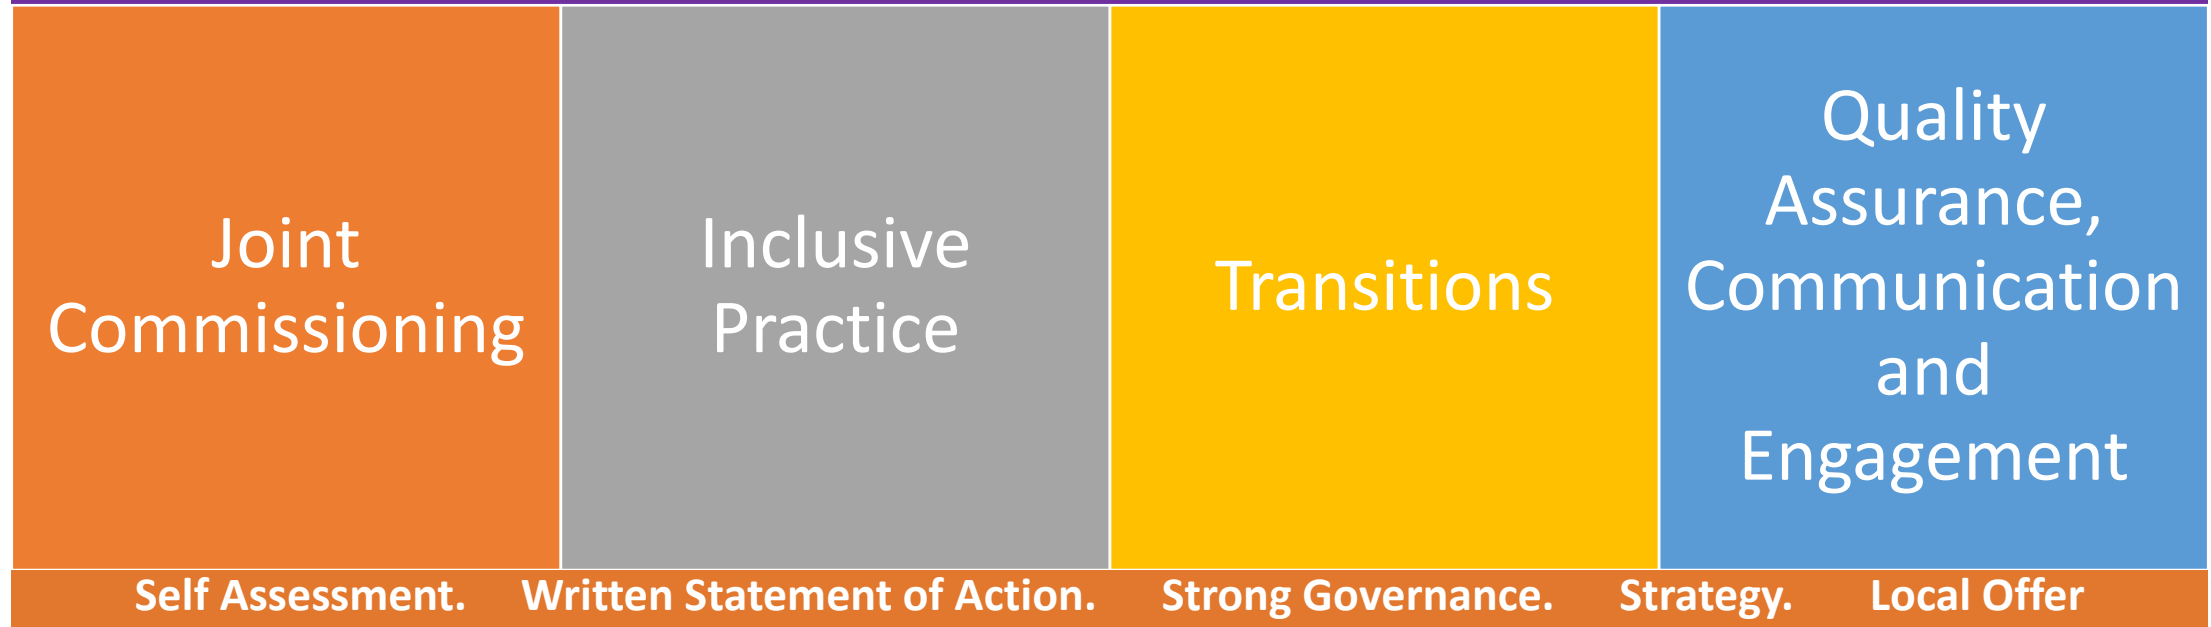 Joint
Commissioning
Inclusive
Practice
Transitions
Quality
Assurance,
Communication
and
Engagement
Self Assessment. Written Statement of Action. Strong Governance. Strategy. Local Offer